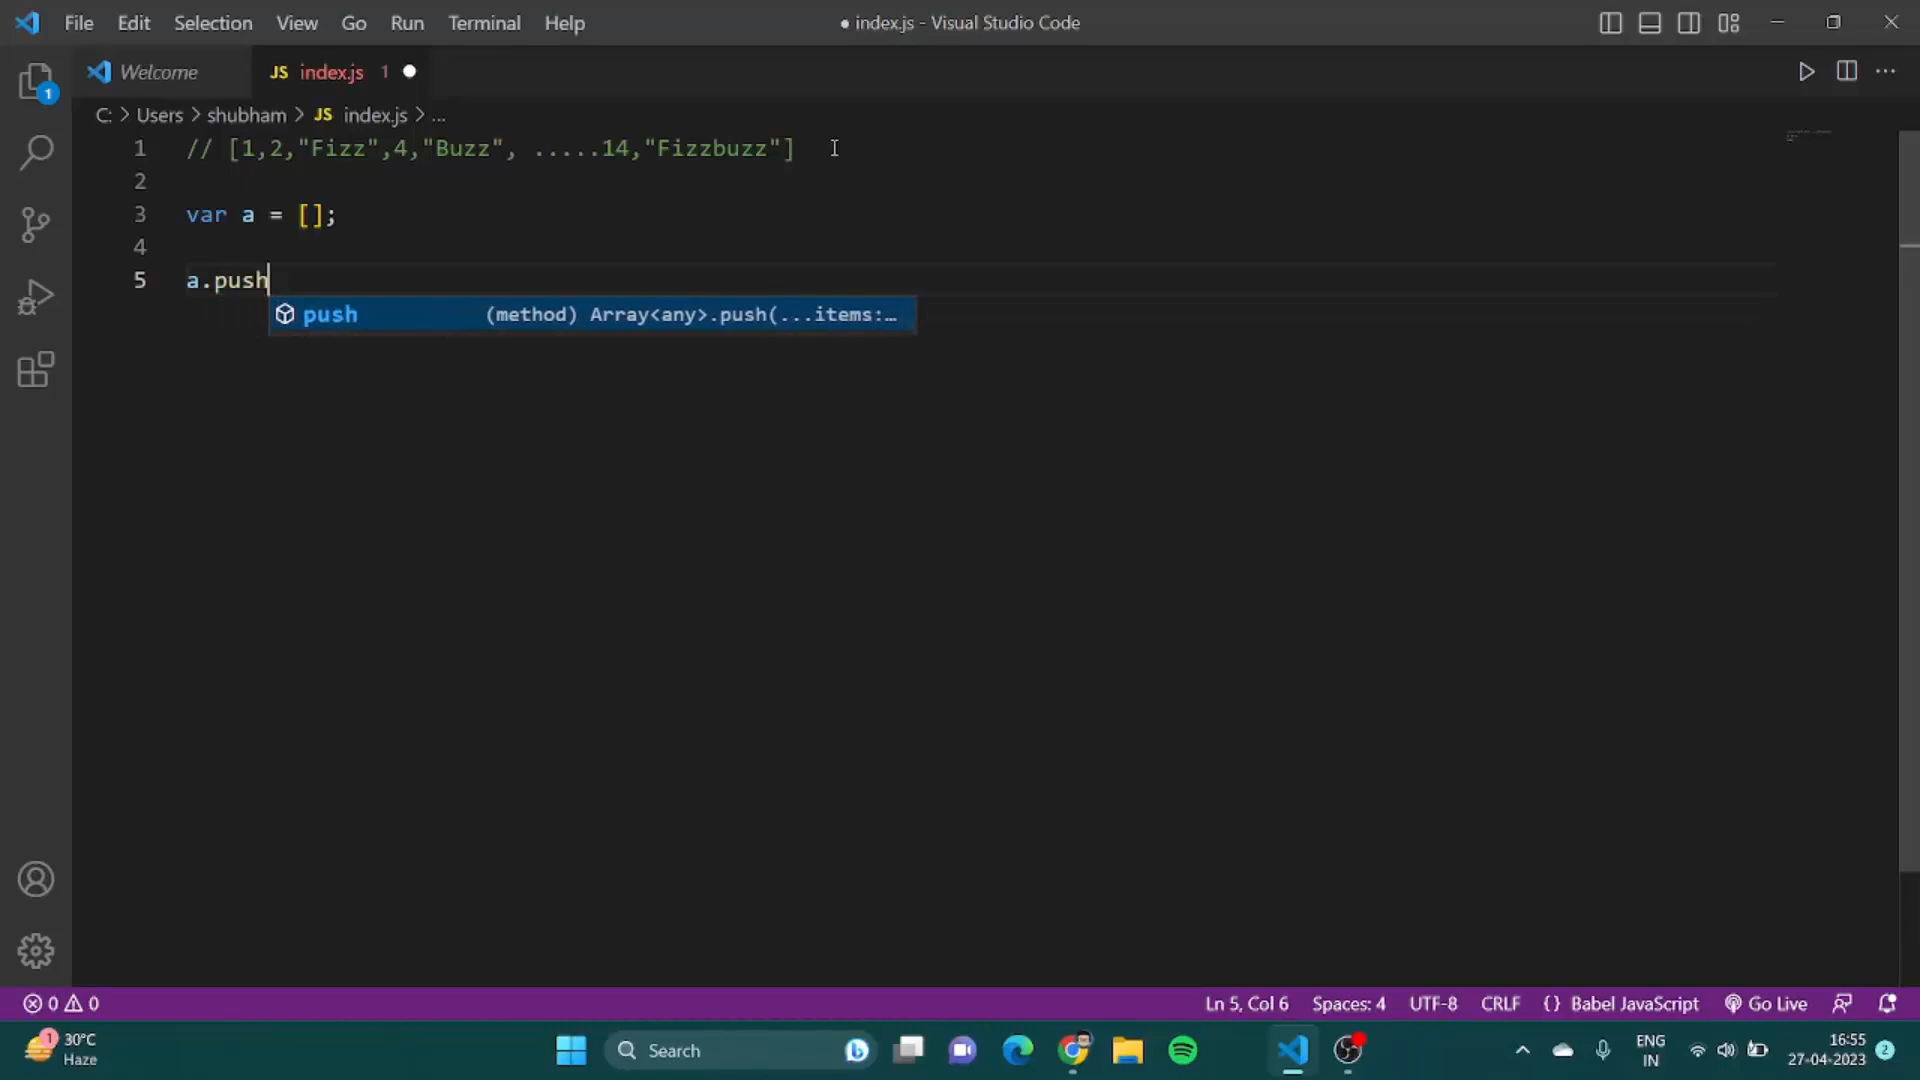 File Edit Selection View Go Run Terminal Help
● index.js - Visual Studio Code
Welcome JS index.js 1 ●
C: > Users > shubham > JS index.js > ...
1 // [1,2,"Fizz",4,"Buzz", .....14,"Fizzbuzz"]
2
3 var a = [];
4
5 a.push
push (method) Array<any>.push(...items:…
1
0 0 Ln 5, Col 6 Spaces: 4 UTF-8 CRLF {} Babel JavaScript Go Live
1 30°C
Haze
Search
ENG
IN
16:55
27-04-2023
2